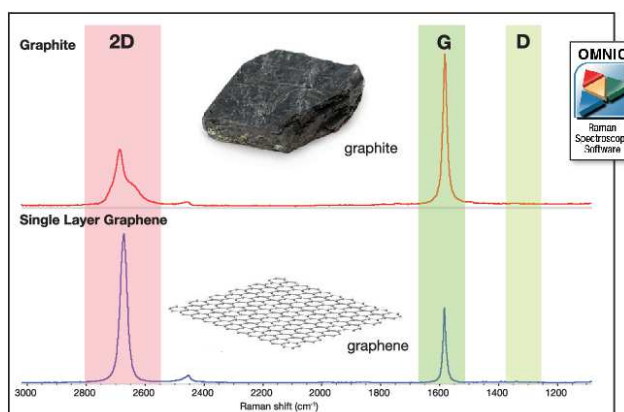 2D G D
Graphite
OMNIC
Raman
Spectroscopy
Software
graphite
Single Layer Graphene
graphene
3000 2800 2600 2400 2200 2000 1800 1600 1400 1200
Raman shift (cm⁻¹)